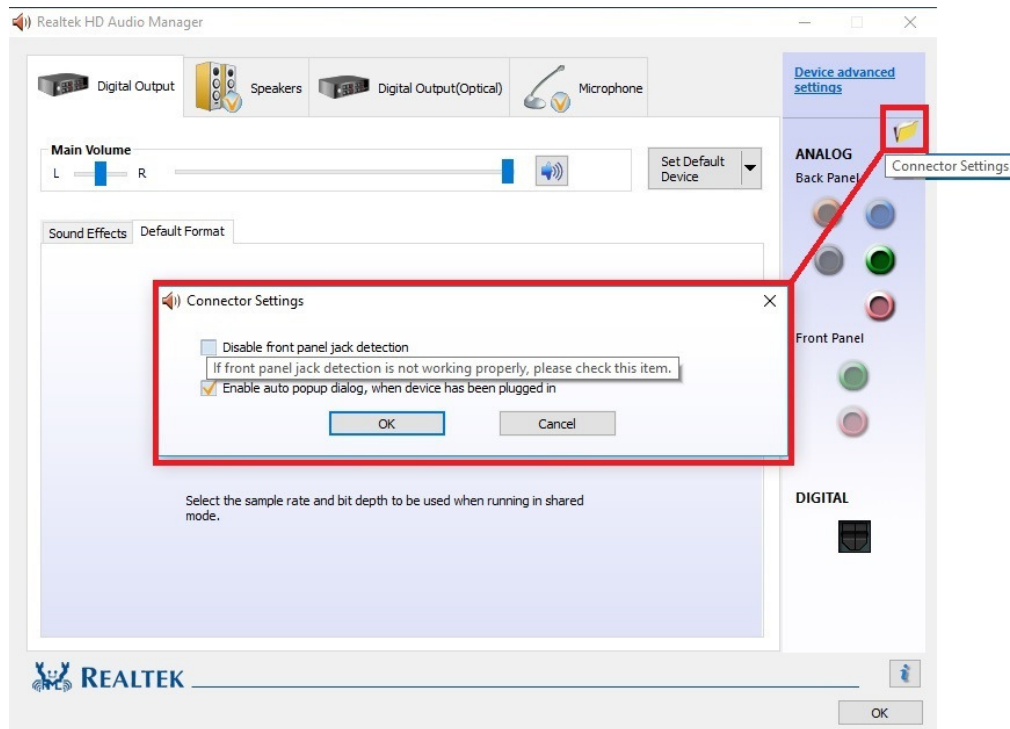 Realtek HD Audio Manager
Digital Output
Speakers
Digital Output(Optical)
Microphone
Device advanced
settings
Main Volume
L
R
Set Default
Device
ANALOG
Connector Settings
Back Panel
Sound Effects
Default Format
Connector Settings
Disable front panel jack detection
If front panel jack detection is not working properly, please check this item.
Enable auto popup dialog, when device has been plugged in
OK
Cancel
Front Panel
Select the sample rate and bit depth to be used when running in shared
mode.
DIGITAL
REALTEK
i
OK